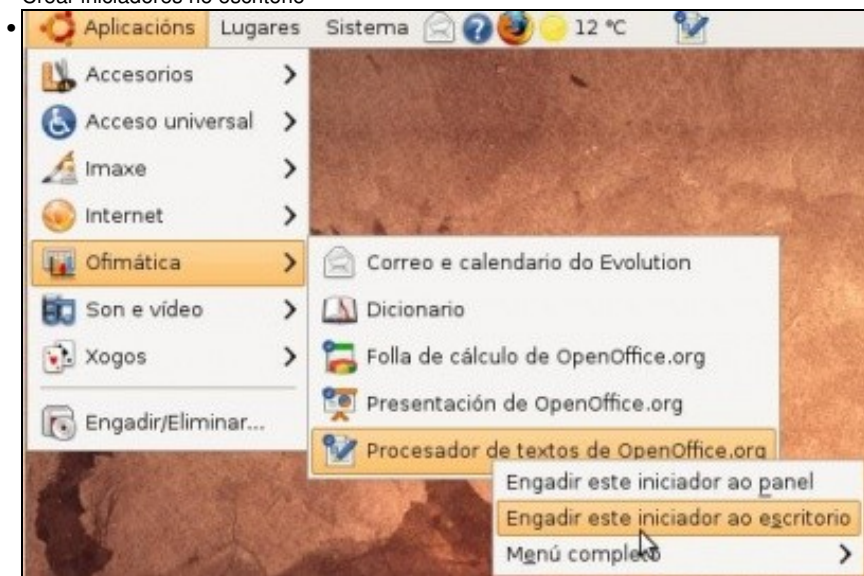 Crear iniciadores no escritorio
Aplicacións Lugares Sistema 12 °C
Accesorios
Acceso universal
Imaxe
Internet
Ofimática
Son e vídeo
Xogos
Engadir/Eliminar...
Correo e calendario do Evolution
Dicionario
Folla de cálculo de OpenOffice.org
Presentación de OpenOffice.org
Procesador de textos de OpenOffice.org
Engadir este iniciador ao panel
Engadir este iniciador ao escritorio
Menú completo